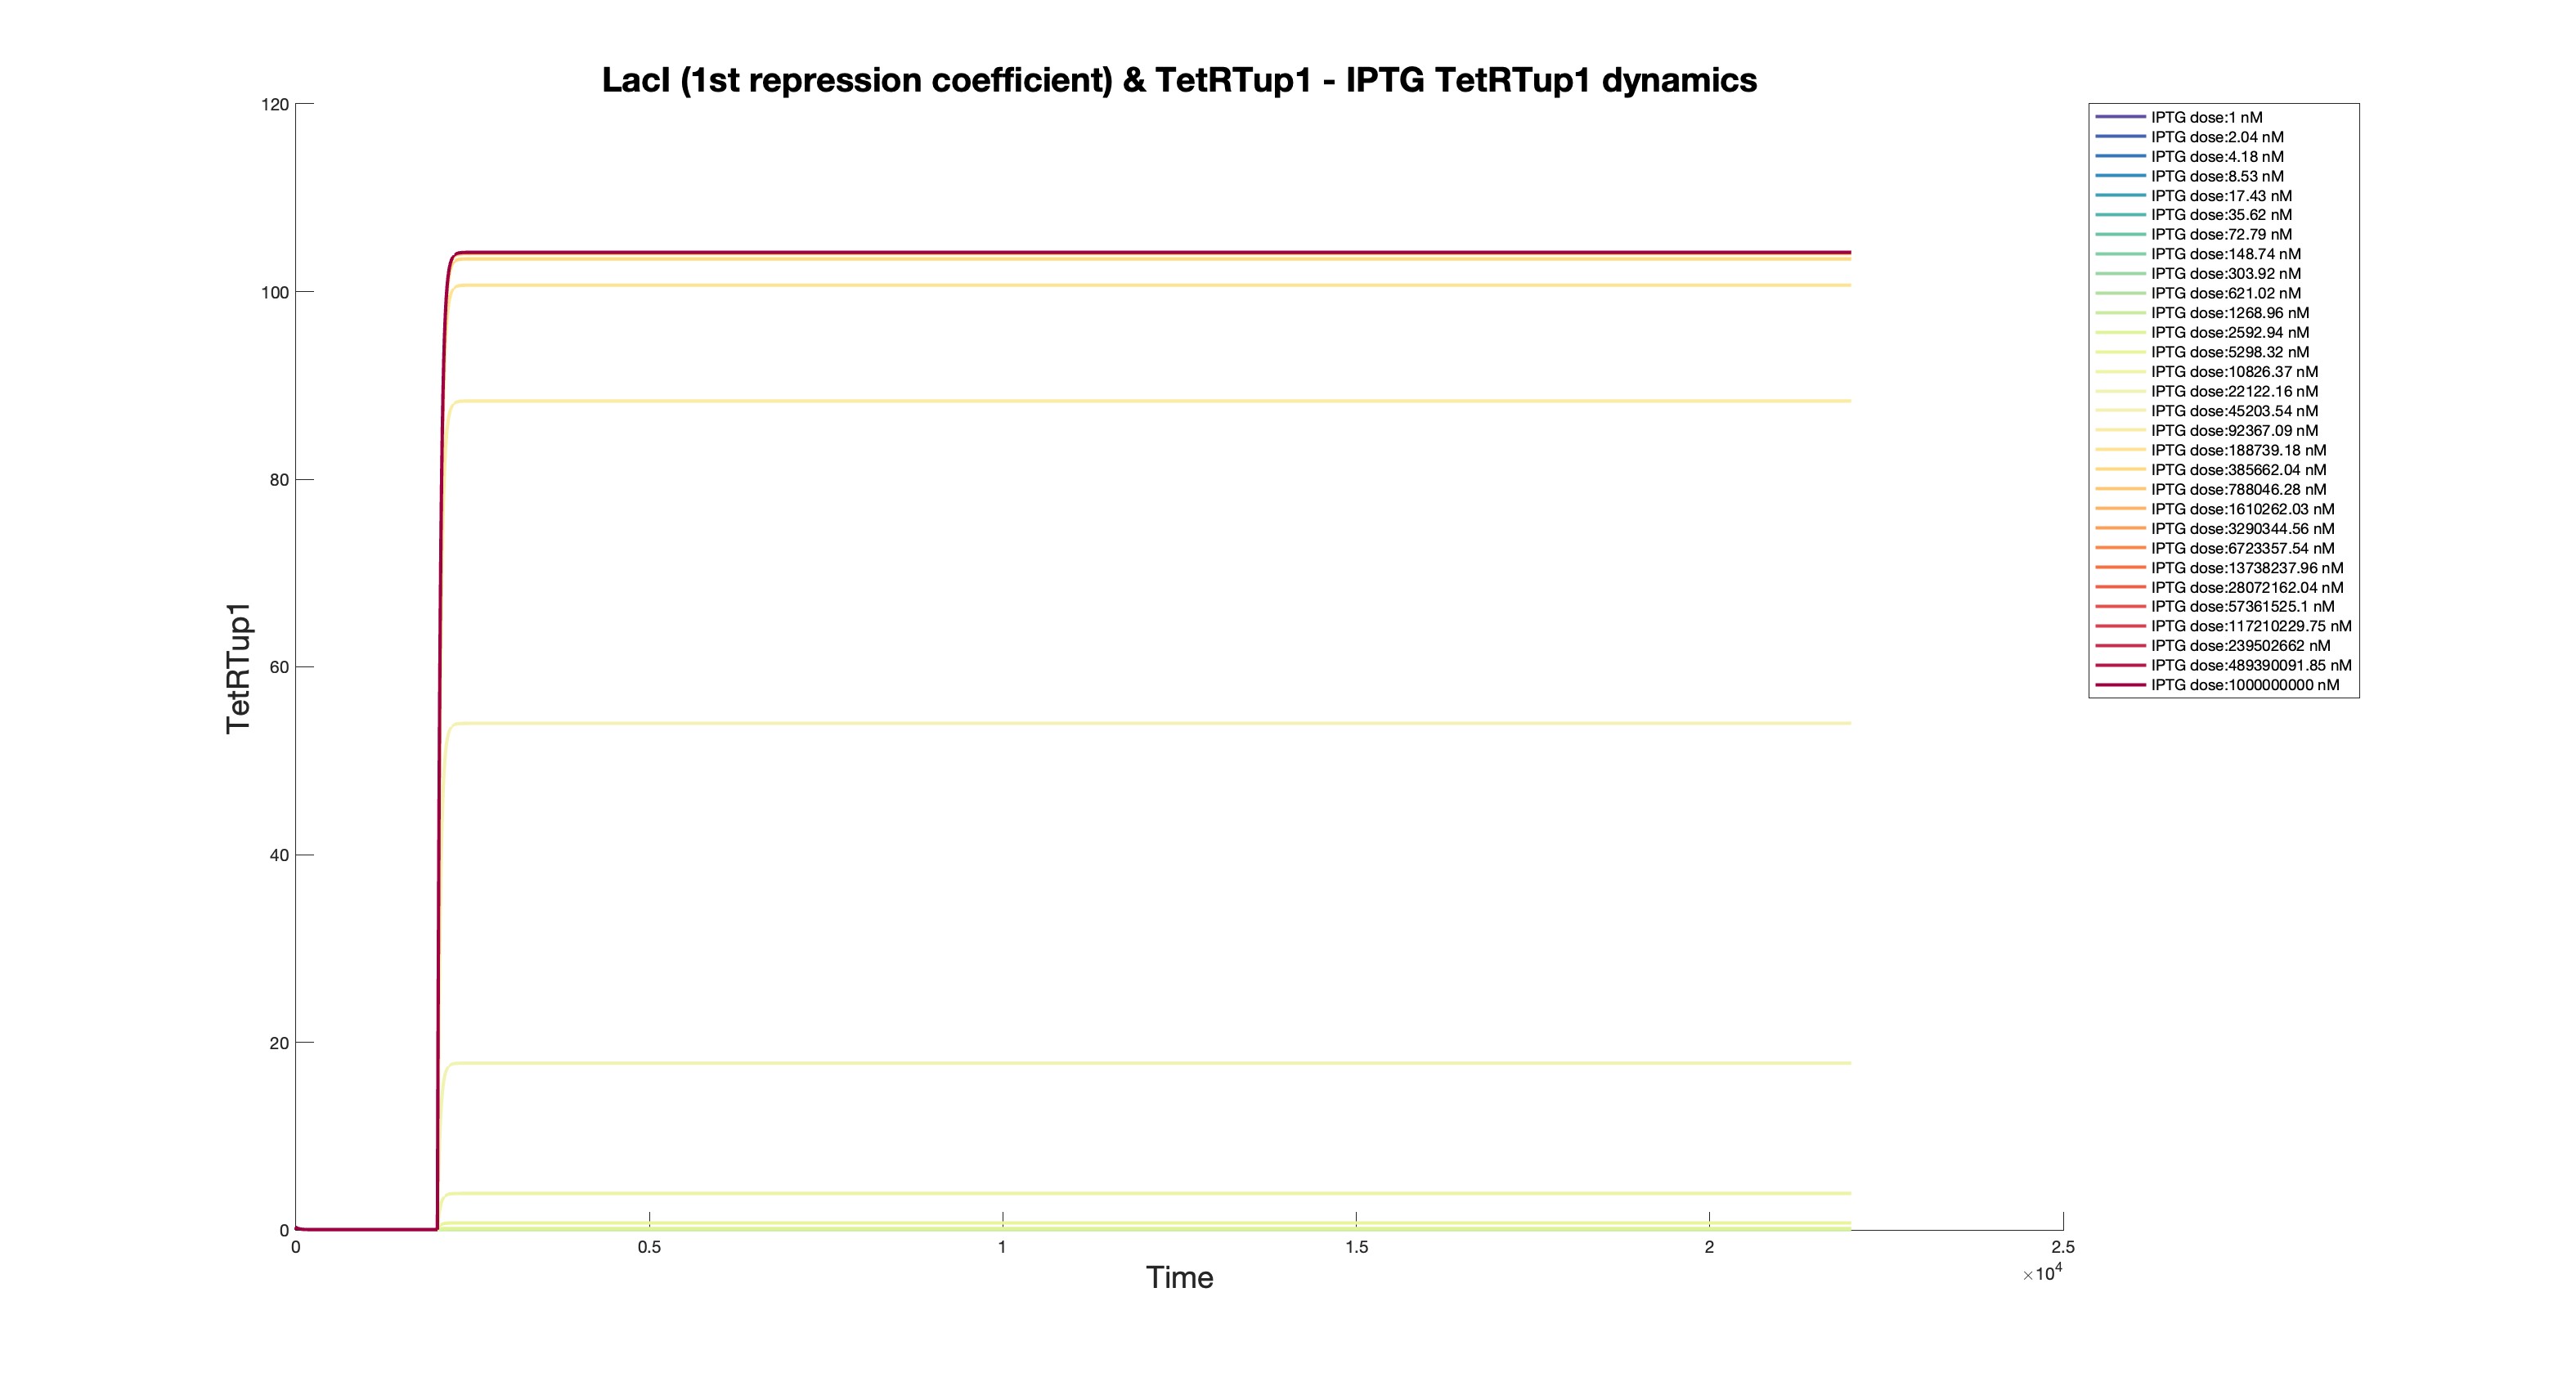 LacI (1st repression coefficient) & TetRTup1 - IPTG TetRTup1 dynamics
120
100
80
60
40
20
0
TetRTup1
0
0.5
1
1.5
2
2.5
×10⁴
Time
IPTG dose:1 nM
IPTG dose:2.04 nM
IPTG dose:4.18 nM
IPTG dose:8.53 nM
IPTG dose:17.43 nM
IPTG dose:35.62 nM
IPTG dose:72.79 nM
IPTG dose:148.74 nM
IPTG dose:303.92 nM
IPTG dose:621.02 nM
IPTG dose:1268.96 nM
IPTG dose:2592.94 nM
IPTG dose:5298.32 nM
IPTG dose:10826.37 nM
IPTG dose:22122.16 nM
IPTG dose:45203.54 nM
IPTG dose:92367.09 nM
IPTG dose:188739.18 nM
IPTG dose:385662.04 nM
IPTG dose:788046.28 nM
IPTG dose:1610262.03 nM
IPTG dose:3290344.56 nM
IPTG dose:6723357.54 nM
IPTG dose:13738237.96 nM
IPTG dose:28072162.04 nM
IPTG dose:57361525.1 nM
IPTG dose:117210229.75 nM
IPTG dose:239502662 nM
IPTG dose:489390091.85 nM
IPTG dose:1000000000 nM